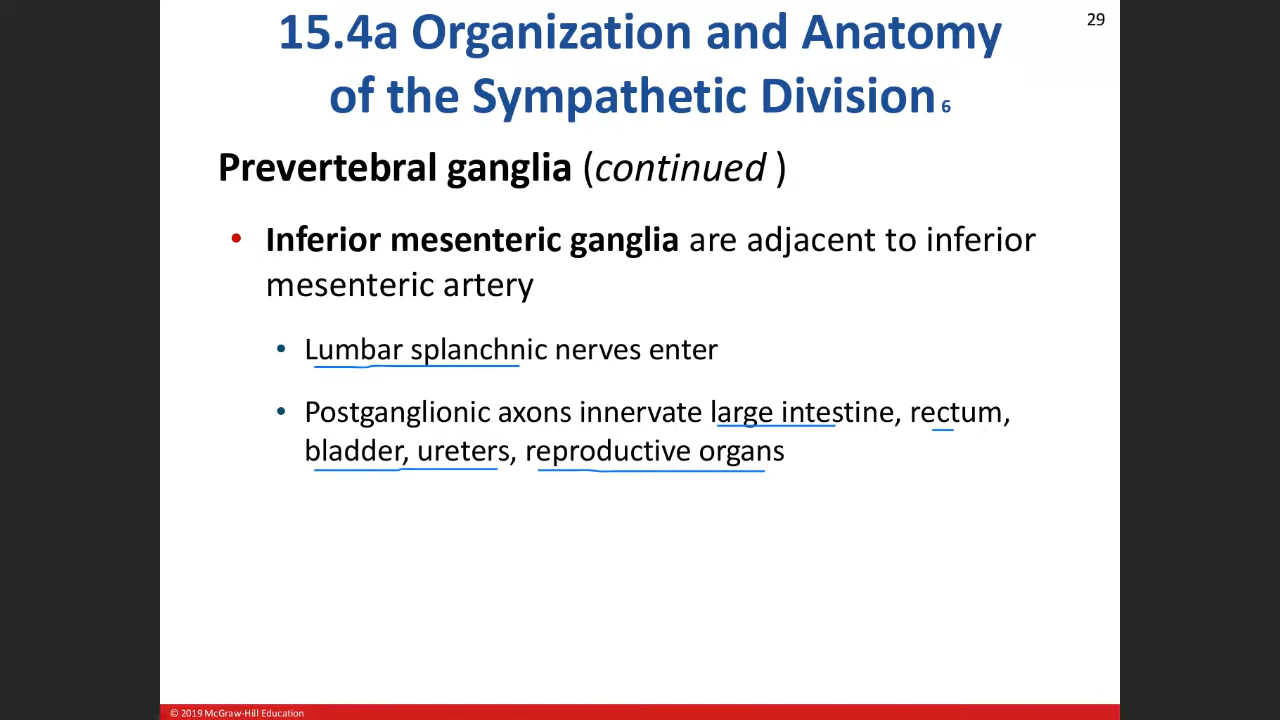 29
15.4a Organization and Anatomy
of the Sympathetic Division 6
Prevertebral ganglia (continued )
• Inferior mesenteric ganglia are adjacent to inferior
mesenteric artery
• Lumbar splanchnic nerves enter
• Postganglionic axons innervate large intestine, rectum,
bladder, ureters, reproductive organs
© 2019 McGraw-Hill Education